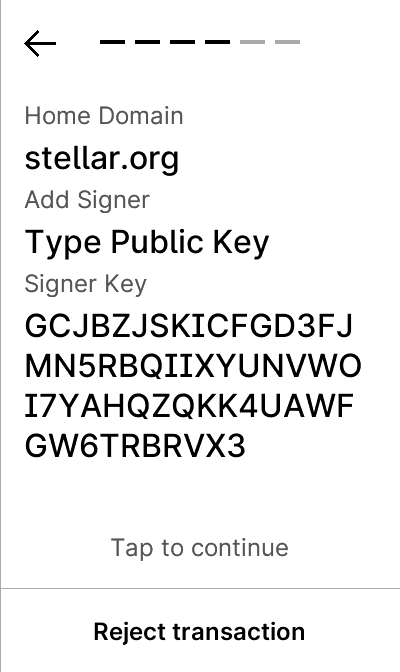 Home Domain
stellar.org
Add Signer
Type Public Key
Signer Key
GCJBZJSKICFGD3FJ
MN5RBQIIXYUNVWO
I7YAHQZQKK4UAWF
GW6TRBRVX3
Tap to continue
Reject transaction